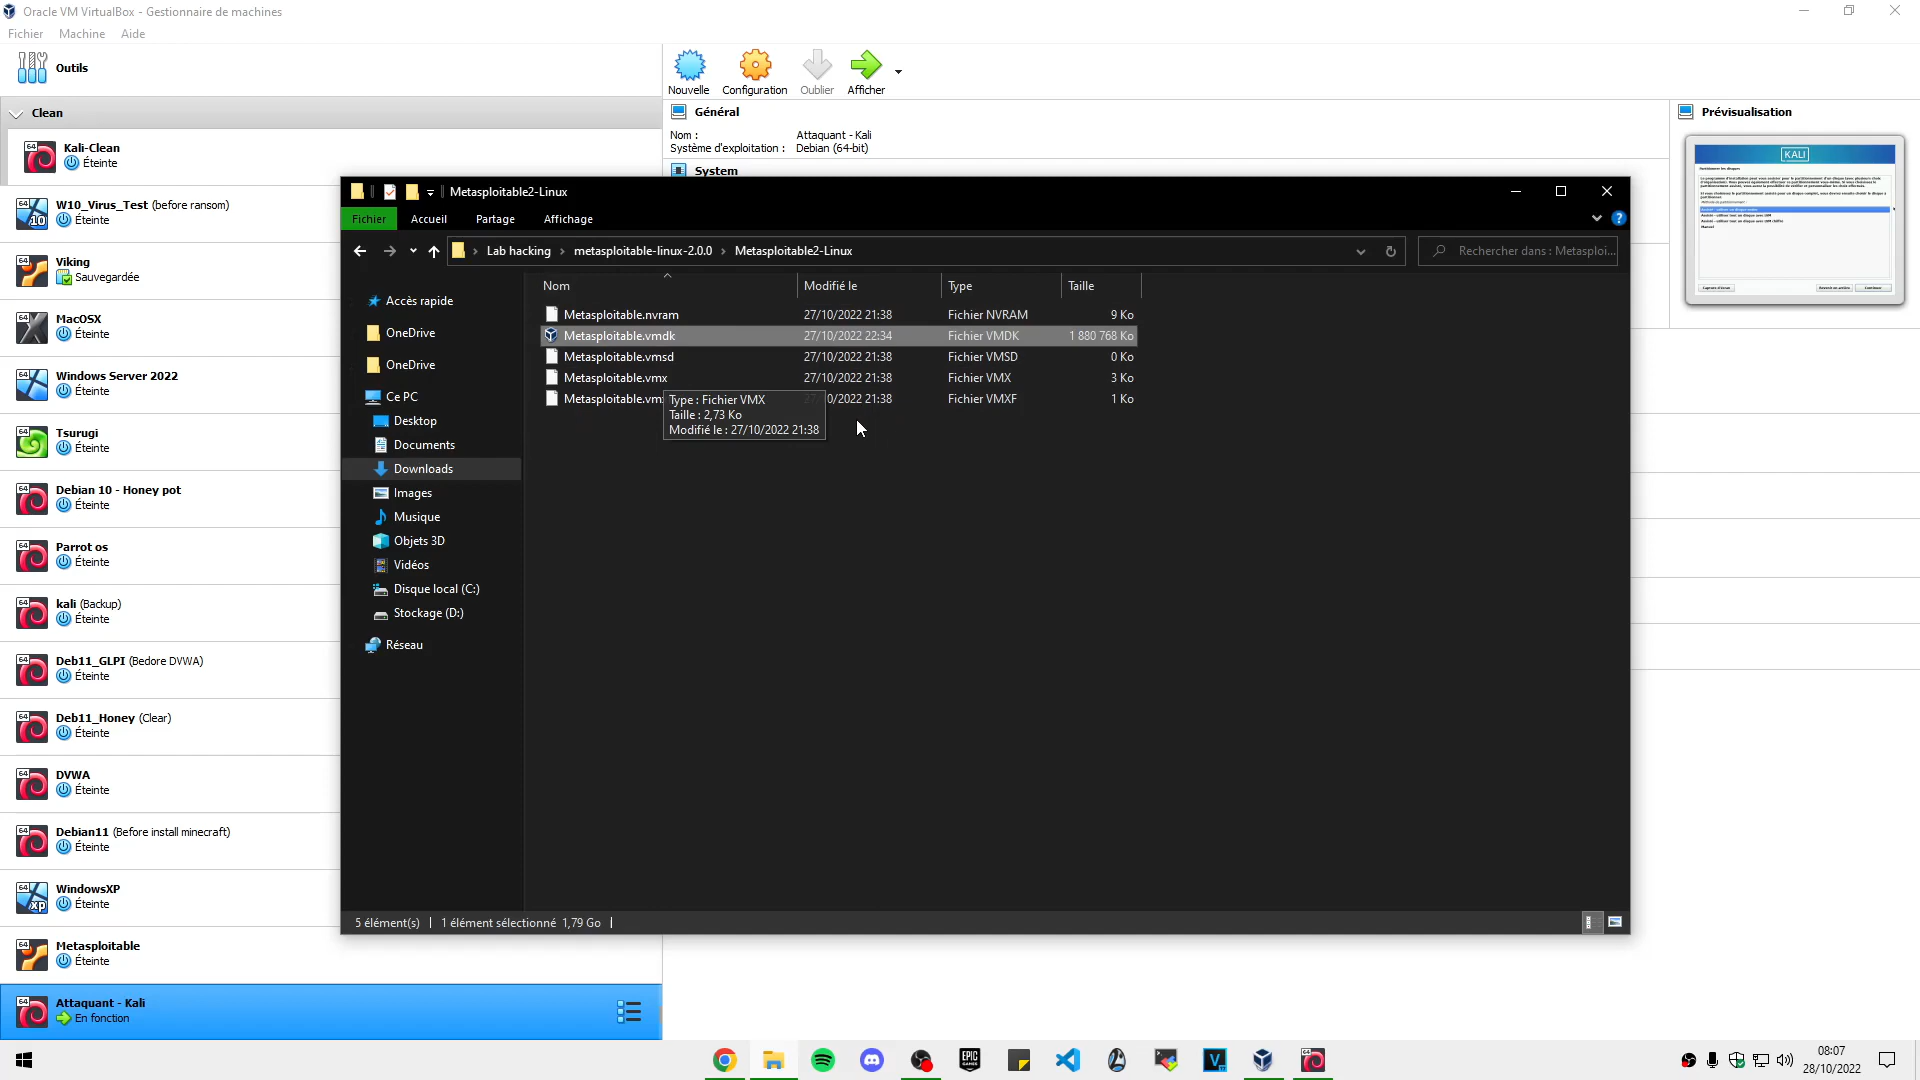 Oracle VM VirtualBox - Gestionnaire de machines
Fichier Machine Aide
Outils
Clean
Kali-Clean
Éteinte
W10_Virus_Test (before ransom)
Éteinte
Viking
Sauvegardée
MacOSX
Éteinte
Windows Server 2022
Éteinte
Tsurugi
Éteinte
Debian 10 - Honey pot
Éteinte
Parrot os
Éteinte
kali (Backup)
Éteinte
Deb11_GLPI (Bedore DVWA)
Éteinte
Deb11_Honey (Clear)
Éteinte
DVWA
Éteinte
Debian11 (Before install minecraft)
Éteinte
WindowsXP
Éteinte
Metasploitable
Éteinte
Attaquant - Kali
En fonction
Nouvelle Configuration Oublier Afficher
Général
Nom : Attaquant - Kali
Système d'exploitation : Debian (64-bit)
System
Prévisualisation
KALI
Metasploitable2-Linux
Fichier Accueil Partage Affichage
Lab hacking › metasploitable-linux-2.0.0 › Metasploitable2-Linux
Rechercher dans : Metasploi...
Accès rapide
OneDrive
OneDrive
Ce PC
Desktop
Documents
Downloads
Images
Musique
Objets 3D
Vidéos
Disque local (C:)
Stockage (D:)
Réseau
Nom Modifié le Type Taille
Metasploitable.nvram 27/10/2022 21:38 Fichier NVRAM 9 Ko
Metasploitable.vmdk 27/10/2022 22:34 Fichier VMDK 1 880 768 Ko
Metasploitable.vmsd 27/10/2022 21:38 Fichier VMSD 0 Ko
Metasploitable.vmx 27/10/2022 21:38 Fichier VMX 3 Ko
Metasploitable.vm 21:38 Fichier VMXF 1 Ko
Type : Fichier VMX
Taille : 2,73 Ko
Modifié le : 27/10/2022 21:38
5 élément(s) 1 élément sélectionné 1,79 Go
EPIC GAMES
08:07
28/10/2022